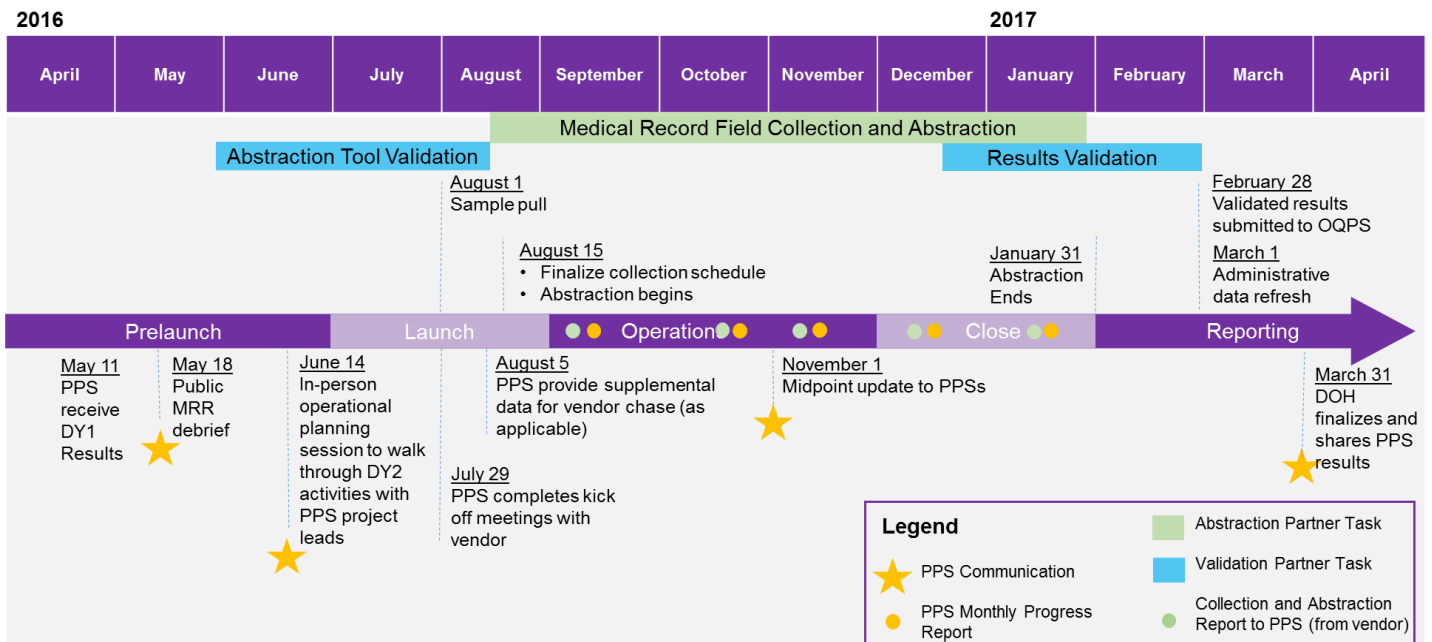 2016
2017
April
May
June
July
August
September
October
November
December
January
February
March
April
Medical Record Field Collection and Abstraction
Abstraction Tool Validation
Results Validation
August 1
Sample pull
February 28
Validated results
submitted to OQPS
August 15
• Finalize collection schedule
• Abstraction begins
January 31
Abstraction
Ends
March 1
Administrative
data refresh
Prelaunch
Launch
Operation
Close
Reporting
May 11
PPS
receive
DY1
Results
May 18
Public
MRR
debrief
June 14
In-person
operational
planning
session to walk
through DY2
activities with
PPS project
leads
August 5
PPS provide supplemental
data for vendor chase (as
applicable)
July 29
PPS completes kick
off meetings with
vendor
November 1
Midpoint update to PPSs
March 31
DOH
finalizes and
shares PPS
results
Legend
PPS Communication
PPS Monthly Progress
Report
Abstraction Partner Task
Validation Partner Task
Collection and Abstraction
Report to PPS (from vendor)